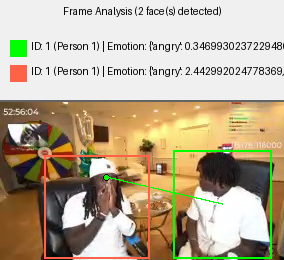 Frame Analysis (2 face(s) detected)
ID: 1 (Person 1) | Emotion: {'angry': 0.3469930237229480
ID: 1 (Person 1) | Emotion: {'angry': 2.442992024778369,
52:56:04